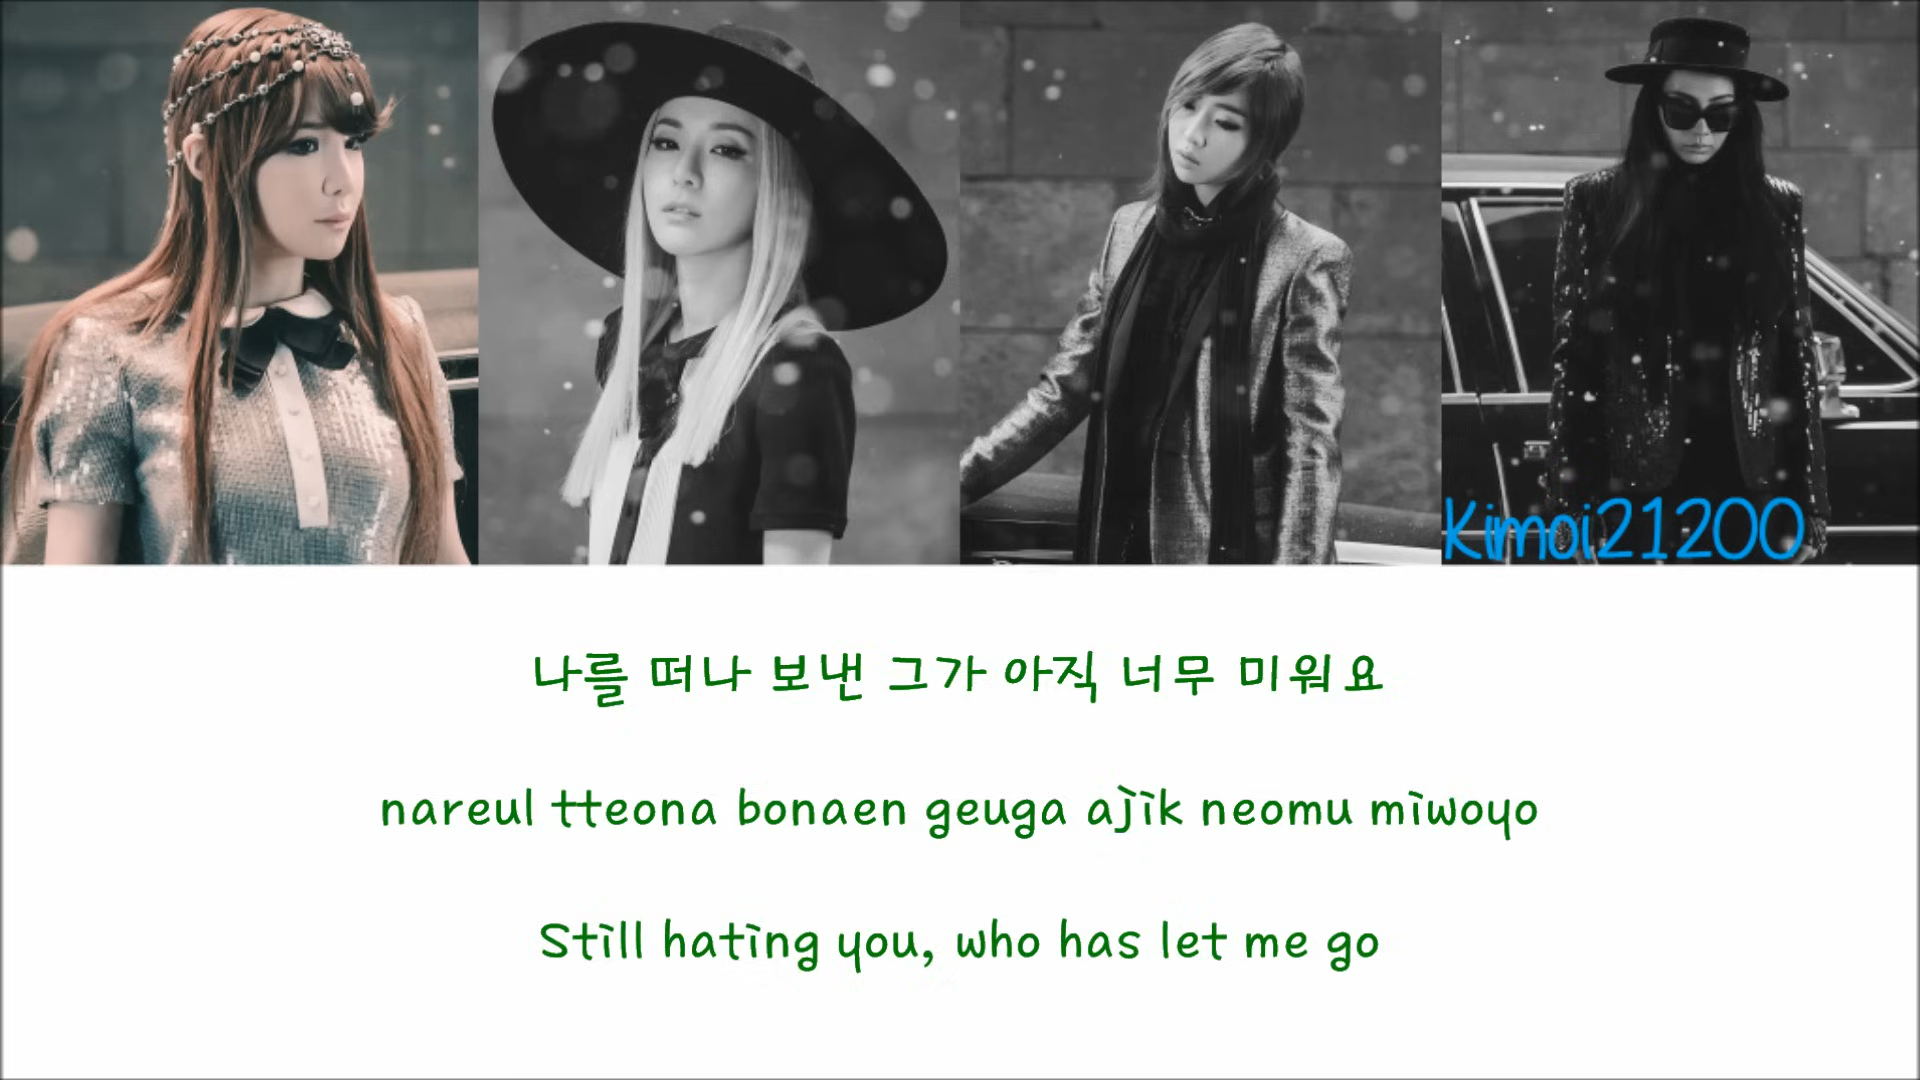 Kimoi21200
나를 떠나 보낸 그가 아직 너무 미워요
nareul tteona bonaen geuga ajik neomu miwoyo
Still hating you, who has let me go